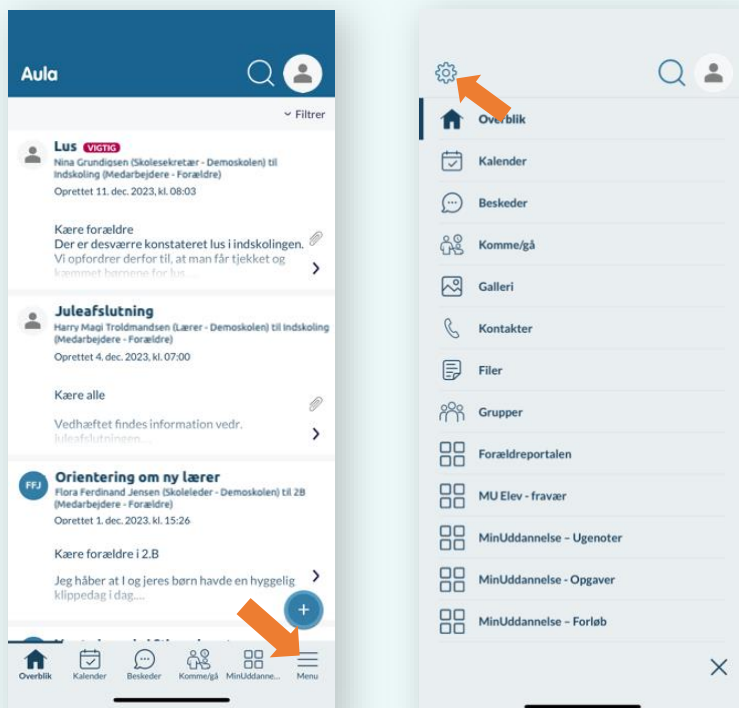 Aula
Filtrer
Lus VIGTIG
Nina Grundigsen (Skolesekretær - Demoskolen) til
Indskoling (Medarbejdere - Forældre)
Oprettet 11. dec. 2023, kl. 08:03
Kære forældre
Der er desværre konstateret lus i indskolingen.
Vi opfordrer derfor til, at man får tjekket og
kæmmet børnene for lus....
Juleafslutning
Harry Magi Troldmandsen (Lærer - Demoskolen) til Indskoling
(Medarbejdere - Forældre)
Oprettet 4. dec. 2023, kl. 07:00
Kære alle
Vedhæftet findes information vedr.
juleafslutningen....
FFJ
Orientering om ny lærer
Flora Ferdinand Jensen (Skoleleder - Demoskolen) til 2B
(Medarbejdere - Forældre)
Oprettet 1. dec. 2023, kl. 15:26
Kære forældre i 2.B
Jeg håber at I og jeres børn havde en hyggelig
klippedag i dag....
Overblik Kalender Beskeder Komme/gå MinUddanne... Menu
Overblik
Kalender
Beskeder
Komme/gå
Galleri
Kontakter
Filer
Grupper
Forældreportalen
MU Elev - fravær
MinUddannelse – Ugenoter
MinUddannelse - Opgaver
MinUddannelse – Forløb